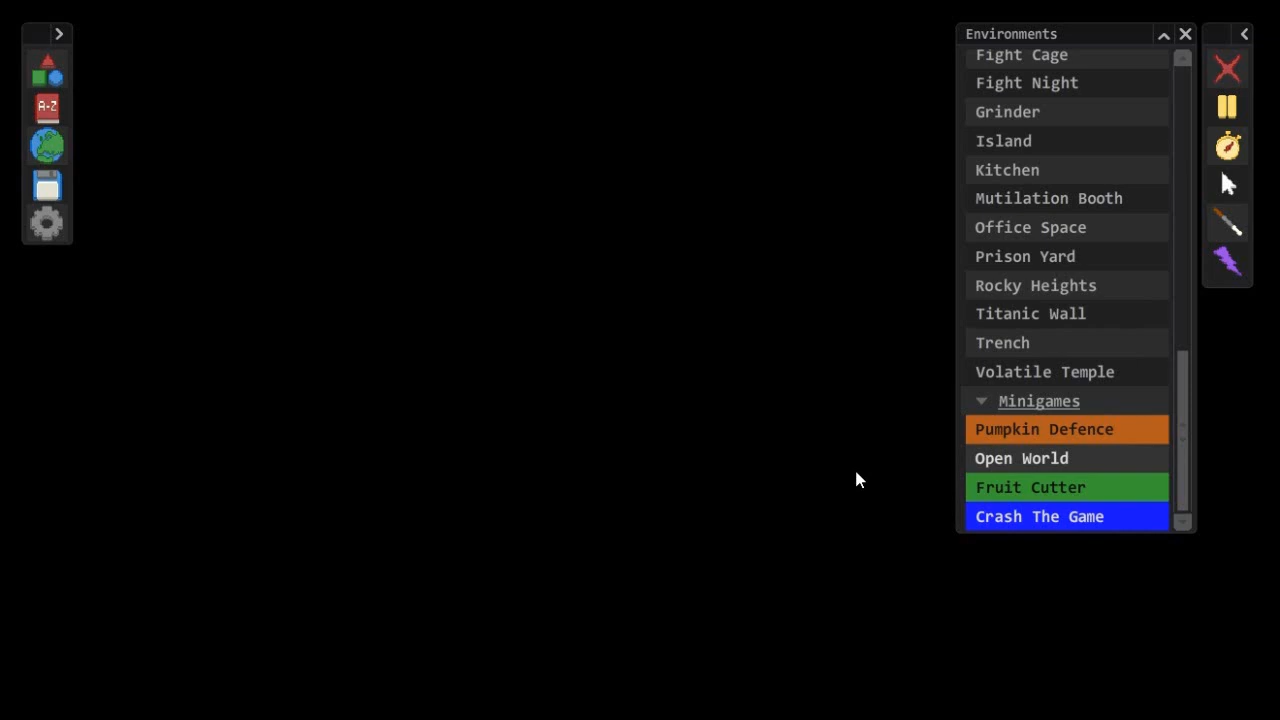 A-Z
Environments
Fight Cage
Fight Night
Grinder
Island
Kitchen
Mutilation Booth
Office Space
Prison Yard
Rocky Heights
Titanic Wall
Trench
Volatile Temple
Minigames
Pumpkin Defence
Open World
Fruit Cutter
Crash The Game